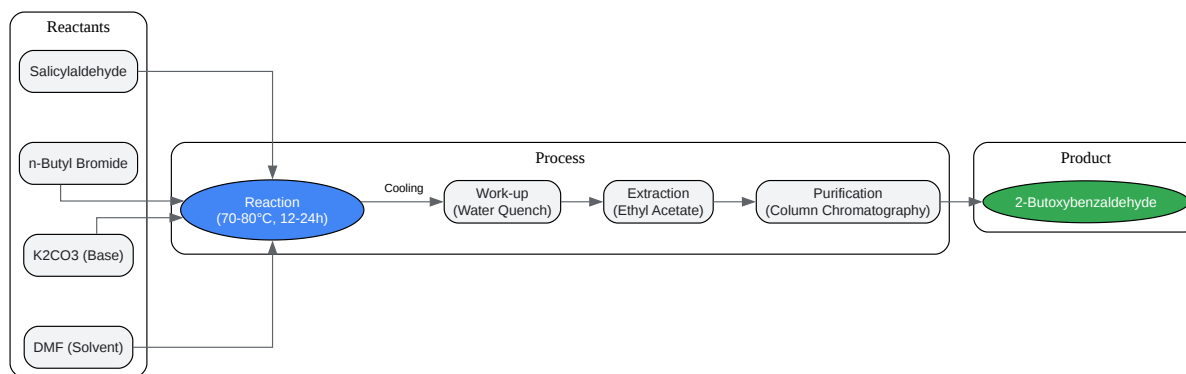 Reactants
Salicylaldehyde
n-Butyl Bromide
K2CO3 (Base)
DMF (Solvent)
Process
Reaction
(70-80°C, 12-24h)
Cooling
Work-up
(Water Quench)
Extraction
(Ethyl Acetate)
Purification
(Column Chromatography)
Product
2-Butoxybenzaldehyde